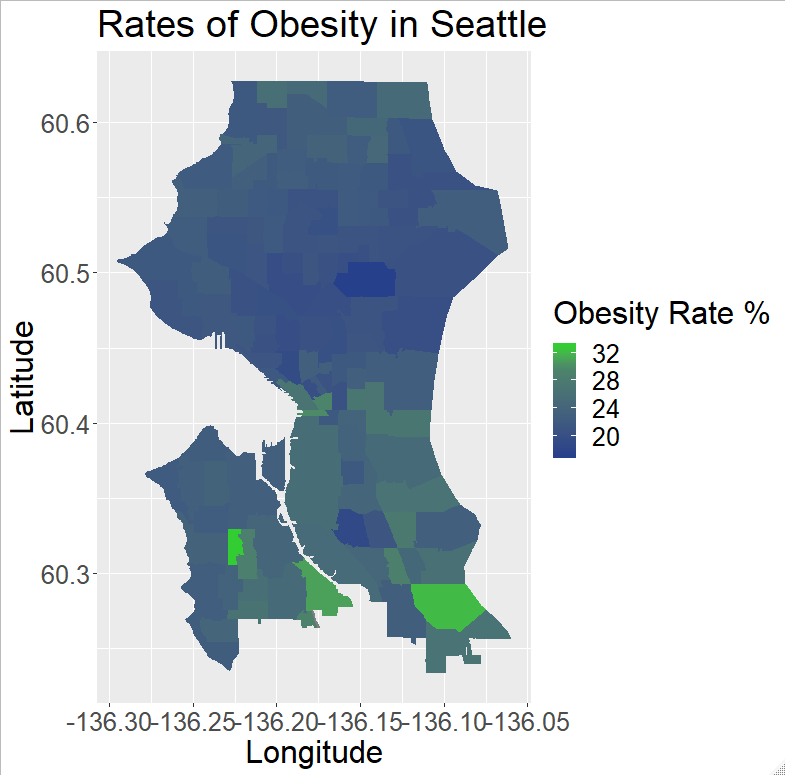 Rates of Obesity in Seattle
60.6
60.5
60.4
60.3
Latitude
-136.30-136.25-136.20-136.15-136.10-136.05
Longitude
Obesity Rate %
32
28
24
20